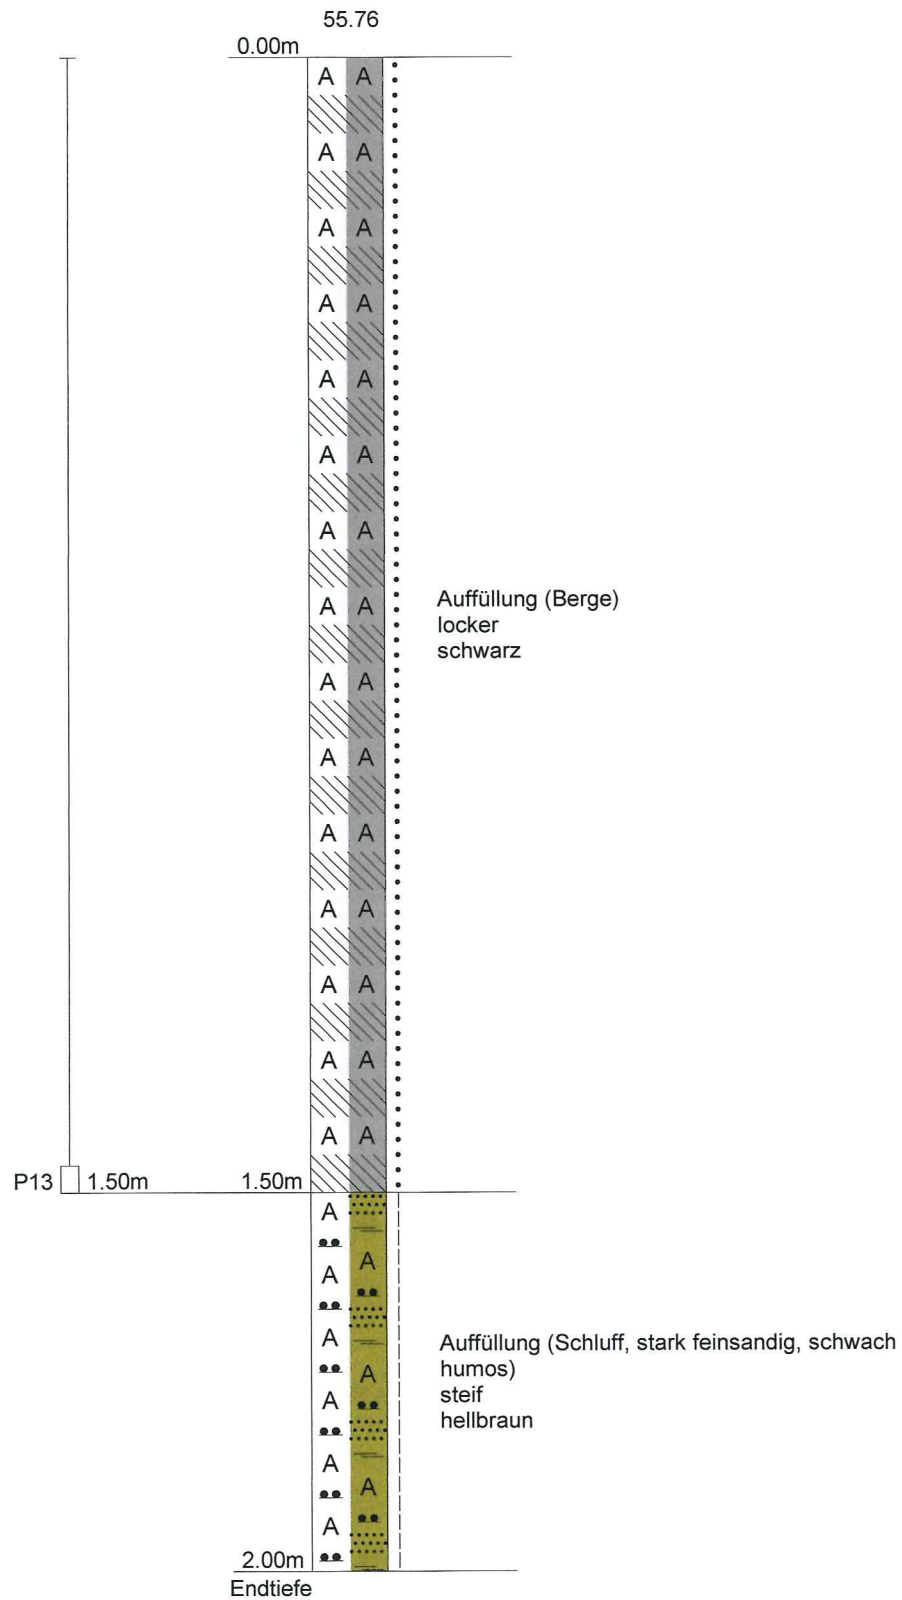 55.76
0.00m
A A
A A
A A
A A
A A
A A
A A
A A
Auffüllung (Berge)
locker
schwarz
A A
A A
A A
A A
A A
A A
A A
P13 1.50m 1.50m
A
A
A
A
Auffüllung (Schluff, stark feinsandig, schwach
humos)
steif
hellbraun
A
A
A
A
A
2.00m
Endtiefe